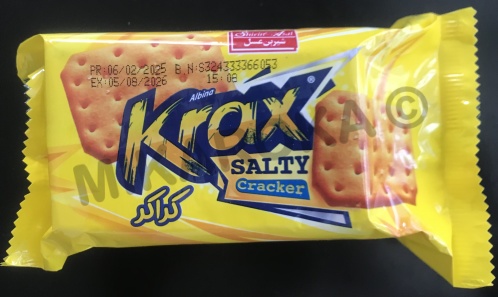 Shirin Asal
شیرین عسل
PR:06/02/2025 B.N:S324333366053
EX:05/08/2026 15:08
Albina
Krax®
SALTY
Cracker
کراکر